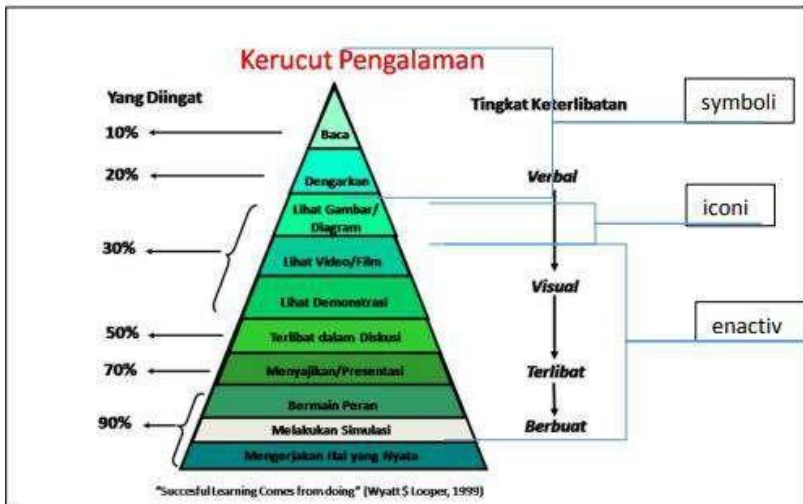 Kerucut Pengalaman
Yang Diingat
Tingkat Keterlibatan
symboli
10%
Baca
20%
Dengarkan
Verbal
Lihat Gambar/
Diagram
iconi
30%
Lihat Video/Film
Lihat Demonstrasi
Visual
50%
Terlibat dalam Diskusi
enactiv
70%
Menyajikan/Presentasi
Terlibat
Bermain Peran
90%
Melakukan Simulasi
Berbuat
Mengerjakan Hal yang Nyata
"Succesful Learning Comes from doing" (Wyatt $ Looper, 1999)